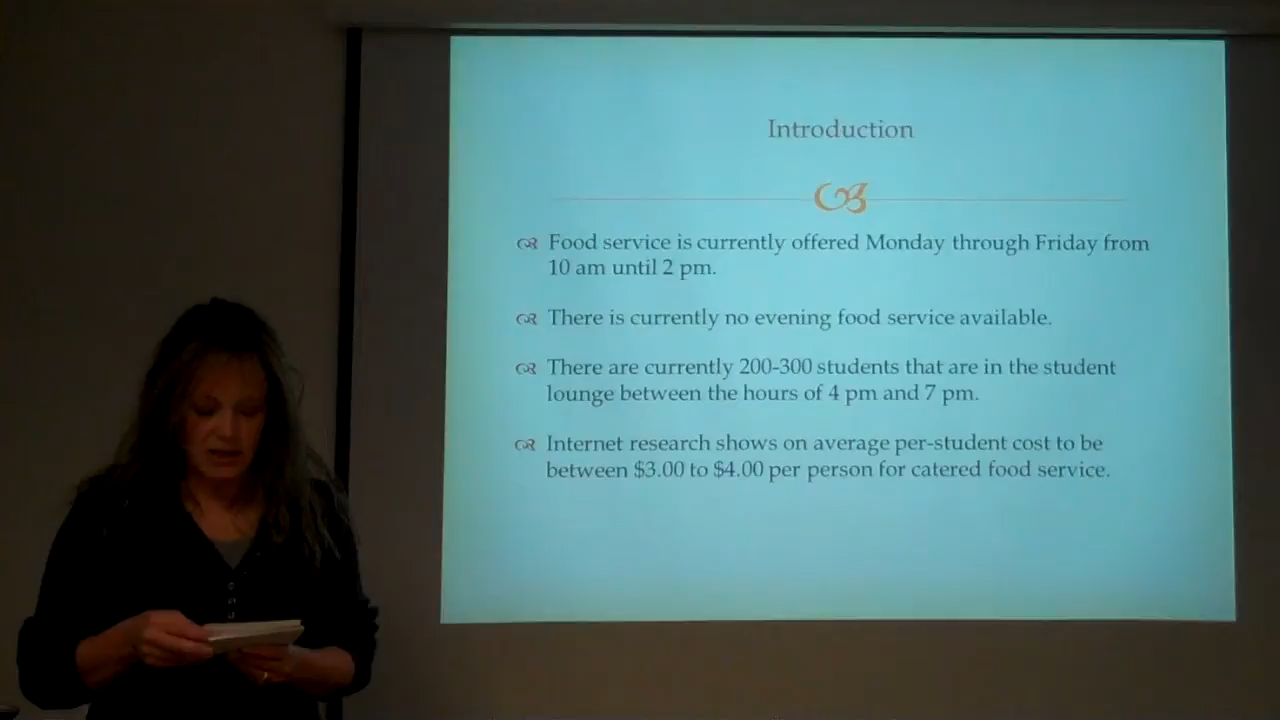 Introduction
Food service is currently offered Monday through Friday from
10 am until 2 pm.
There is currently no evening food service available.
There are currently 200-300 students that are in the student
lounge between the hours of 4 pm and 7 pm.
Internet research shows on average per-student cost to be
between $3.00 to $4.00 per person for catered food service.